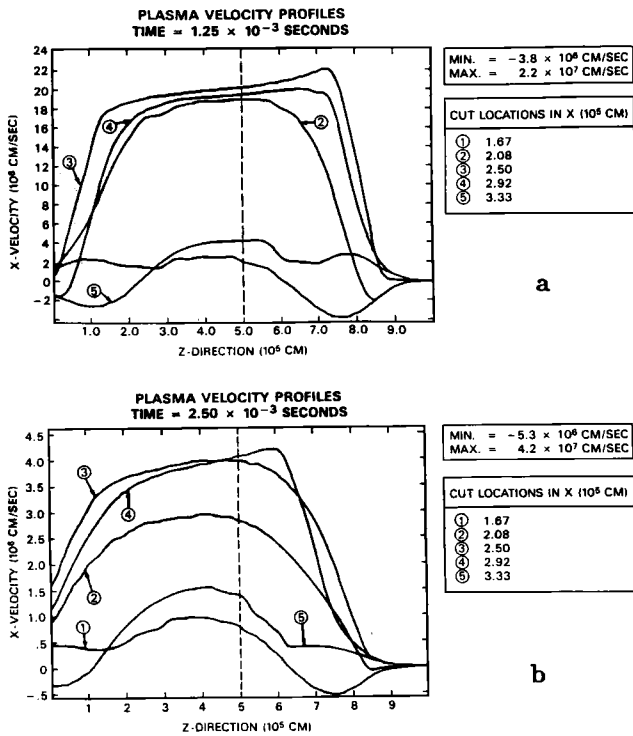 PLASMA VELOCITY PROFILES
TIME = 1.25 × 10⁻³ SECONDS
X-VELOCITY (10⁶ CM/SEC)
24
22
20
18
16
14
12
10
8
6
4
2
0
-2
③
④
②
⑤
1.0 2.0 3.0 4.0 5.0 6.0 7.0 8.0 9.0
Z-DIRECTION (10⁵ CM)
MIN. = -3.8 × 10⁶ CM/SEC
MAX. = 2.2 × 10⁷ CM/SEC
CUT LOCATIONS IN X (10⁵ CM)
① 1.67
② 2.08
③ 2.50
④ 2.92
⑤ 3.33
a
PLASMA VELOCITY PROFILES
TIME = 2.50 × 10⁻³ SECONDS
X-VELOCITY (10⁶ CM/SEC)
4.5
4.0
3.5
3.0
2.5
2.0
1.5
1.0
.5
0
-.5
③
④
②
①
⑤
1 2 3 4 5 6 7 8 9
Z-DIRECTION (10⁵ CM)
MIN. = -5.3 × 10⁶ CM/SEC
MAX. = 4.2 × 10⁷ CM/SEC
CUT LOCATIONS IN X (10⁵ CM)
① 1.67
② 2.08
③ 2.50
④ 2.92
⑤ 3.33
b